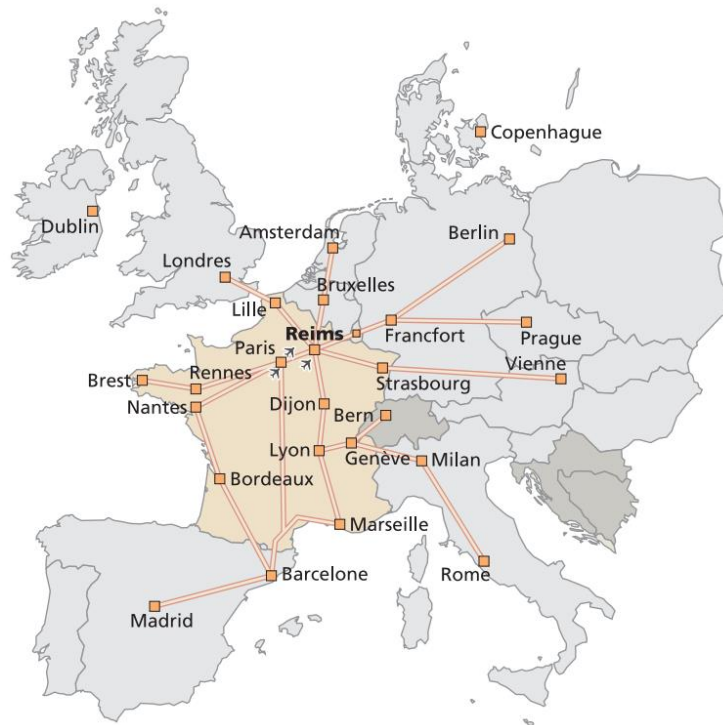 Copenhague
Dublin
Amsterdam
Berlin
Londres
Bruxelles
Lille
Reims
Francfort
Prague
Paris
Vienne
Brest
Rennes
Strasbourg
Nantes
Dijon
Bern
Lyon
Genève
Milan
Bordeaux
Marseille
Barcelone
Rome
Madrid